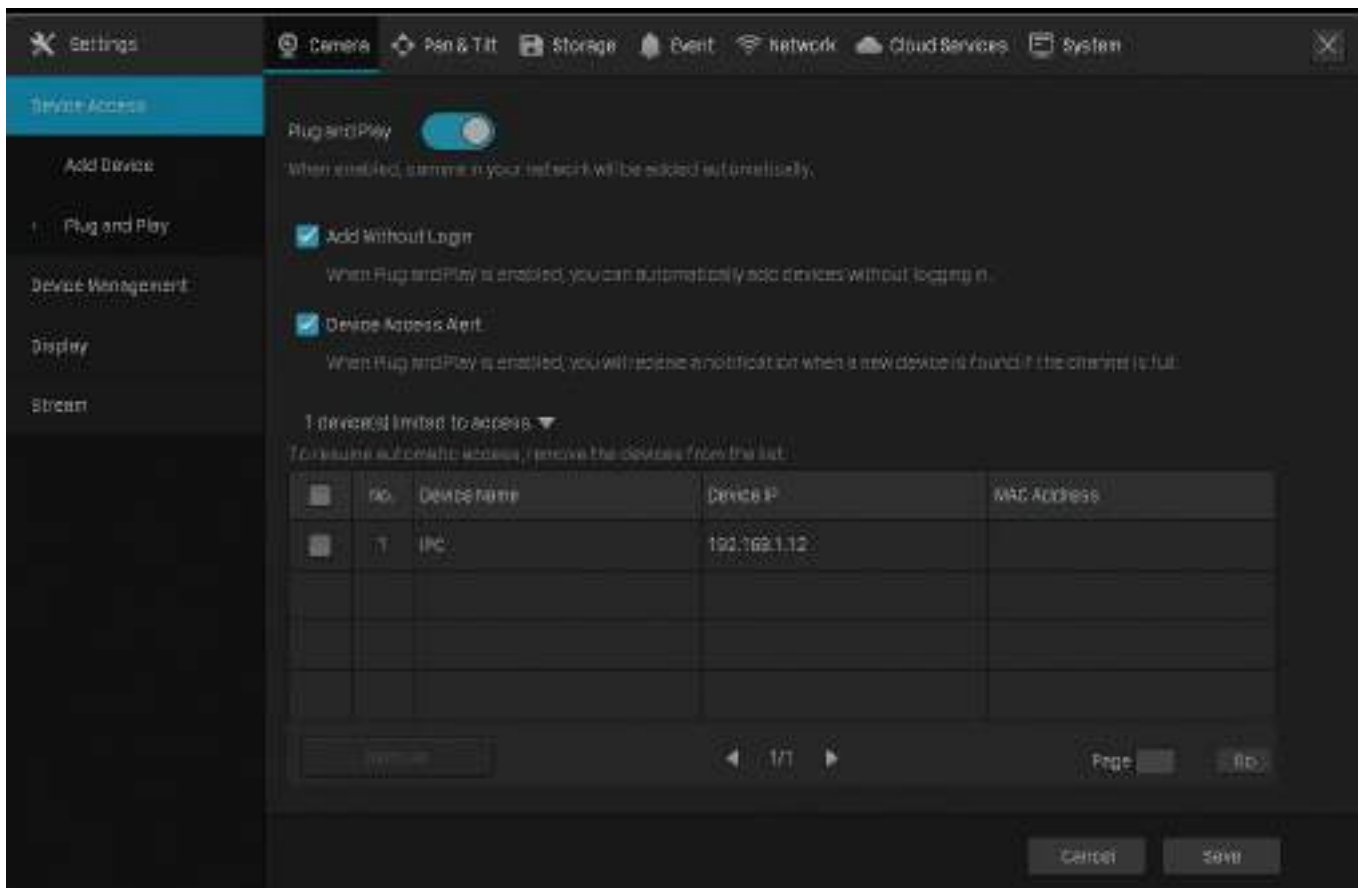 Settings
Camera Pan & Tilt Storage Event Network Cloud Services System
Device Access
Add Device
Plug and Play
Device Management
Display
Stream
Plug and Play
When enabled, camera in your network will be added automatically.
Add Without Login
When Plug and Play is enabled, you can automatically add devices without logging in.
Device Access Alert
When Plug and Play is enabled, you will receive a notification when a new device is found if the channel is full.
1 device(s) limited to access
To resume automatic access, remove the devices from the list.
No. Device Name Device IP MAC Address
1 IPC 192.168.1.12
1/1 Page Go
Cancel Save